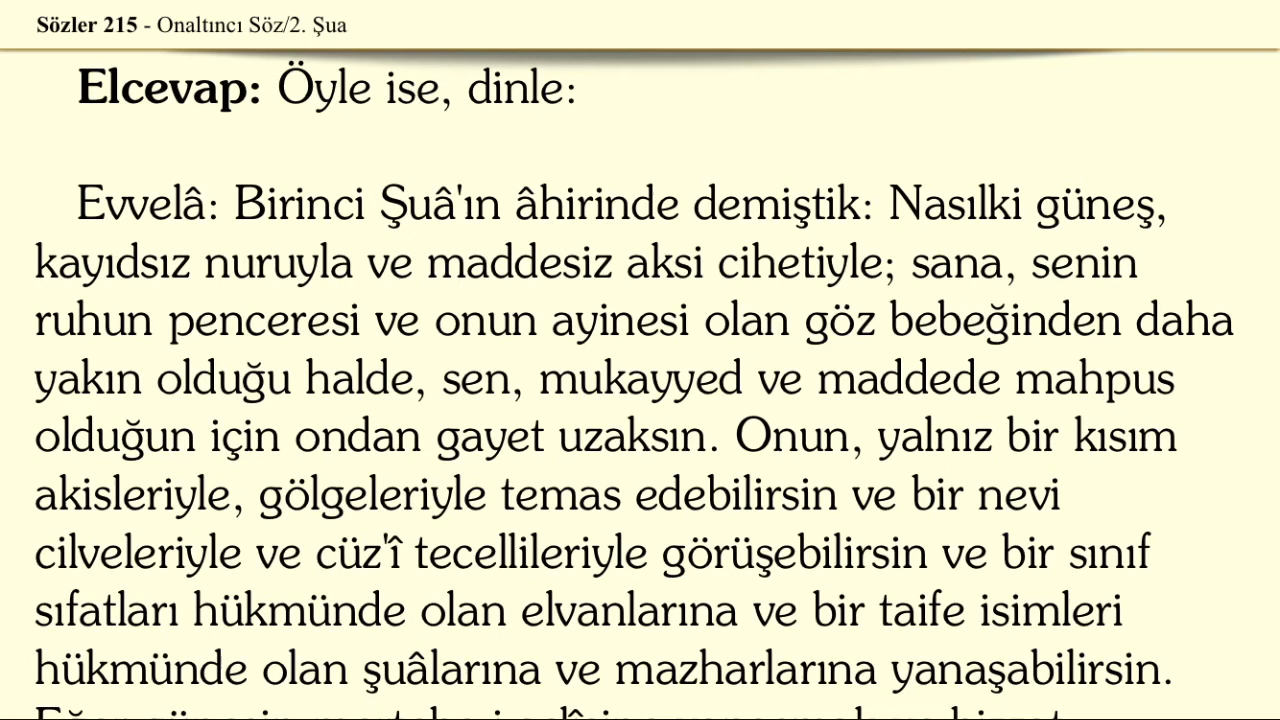 Sözler 215 - Onaltıncı Söz/2. Şua
Elcevap: Öyle ise, dinle:
Evvelâ: Birinci Şuâ'ın âhirinde demiştik: Nasılki güneş,
kayıdsız nuruyla ve maddesiz aksi cihetiyle; sana, senin
ruhun penceresi ve onun ayinesi olan göz bebeğinden daha
yakın olduğu halde, sen, mukayyed ve maddede mahpus
olduğun için ondan gayet uzaksın. Onun, yalnız bir kısım
akisleriyle, gölgeleriyle temas edebilirsin ve bir nevi
cilveleriyle ve cüz'î tecellileriyle görüşebilirsin ve bir sınıf
sıfatları hükmünde olan elvanlarına ve bir taife isimleri
hükmünde olan şuâlarına ve mazharlarına yanaşabilirsin.